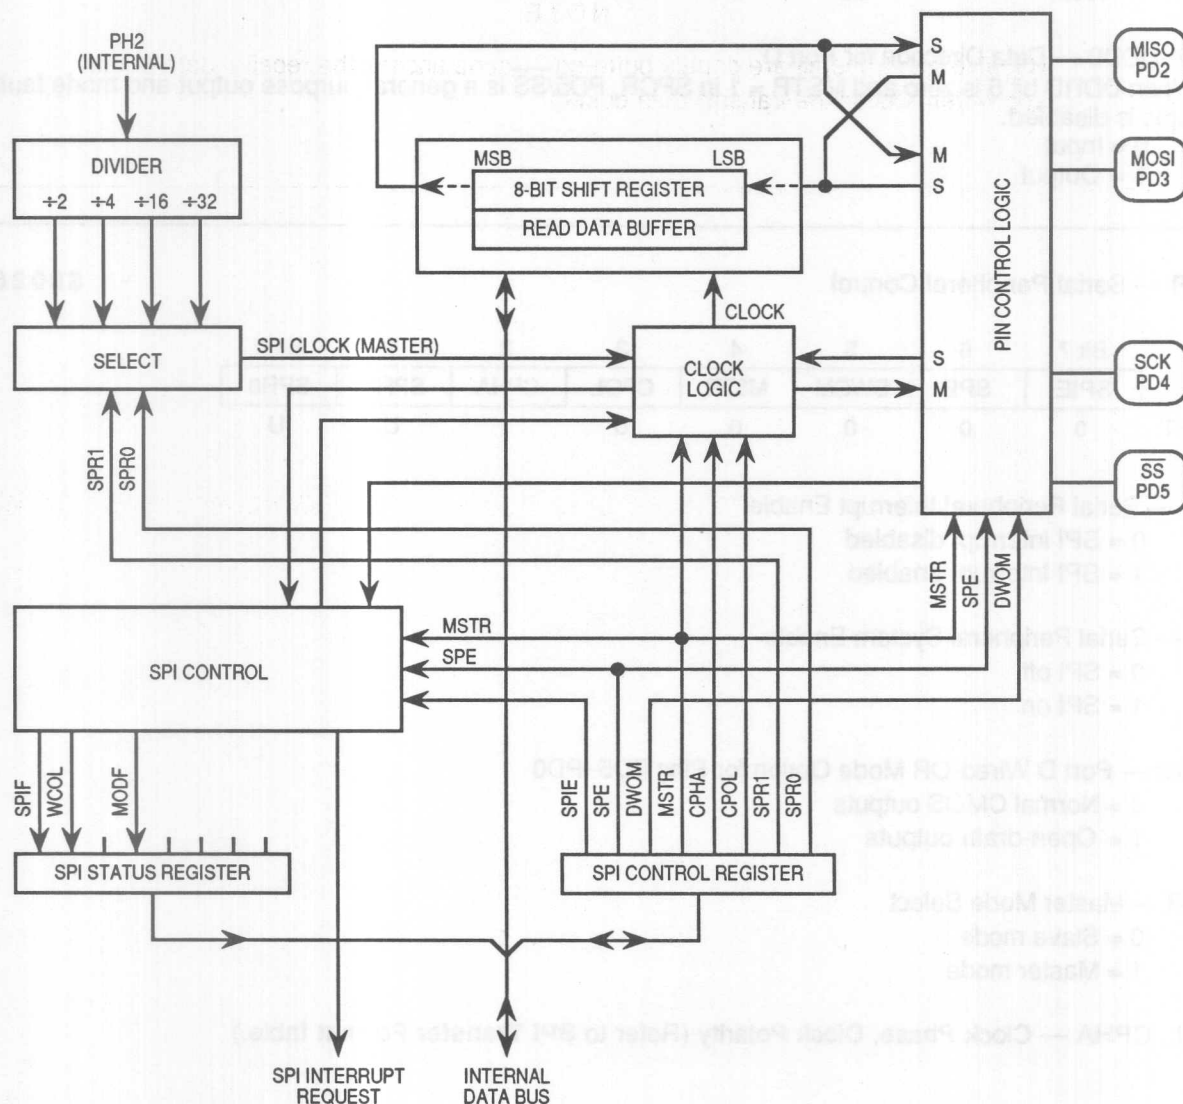 PH2
(INTERNAL)
DIVIDER
÷2 ÷4 ÷16 ÷32
SELECT
SPI CLOCK (MASTER)
SPR1
SPR0
MSB LSB
8-BIT SHIFT REGISTER
READ DATA BUFFER
CLOCK
CLOCK
LOGIC
S
M
M
S
S
M
PIN CONTROL LOGIC
MISO
PD2
MOSI
PD3
SCK
PD4
SS
PD5
MSTR
SPE
DWOM
SPI CONTROL
MSTR
SPE
SPIF
WCOL
MODF
SPIE
SPE
DWOM
MSTR
CPHA
CPOL
SPR1
SPR0
SPI STATUS REGISTER
SPI CONTROL REGISTER
SPI INTERRUPT
REQUEST
INTERNAL
DATA BUS